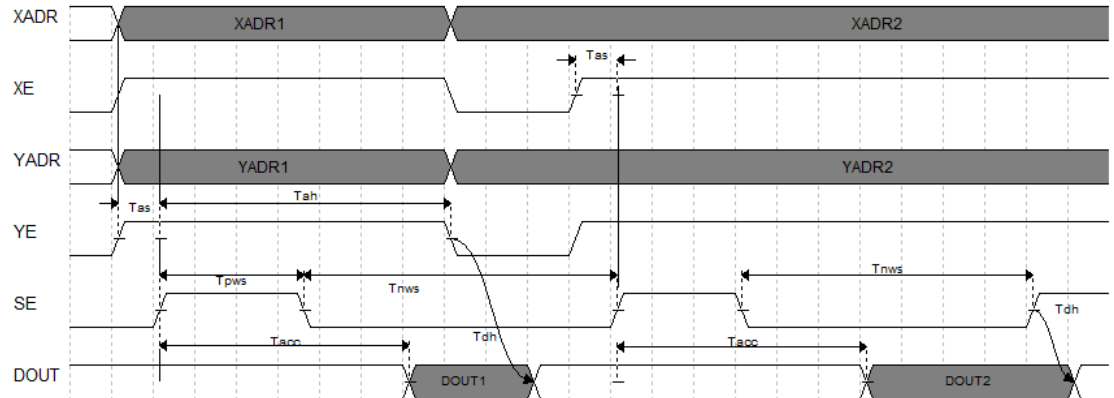 XADR XADR1 XADR2
Tas
XE
YADR YADR1 YADR2
Tas Tah
YE
Tpws Tnws Tnws
SE
Tdh Tdh
Tacc Tacc
DOUT DOUT1 DOUT2